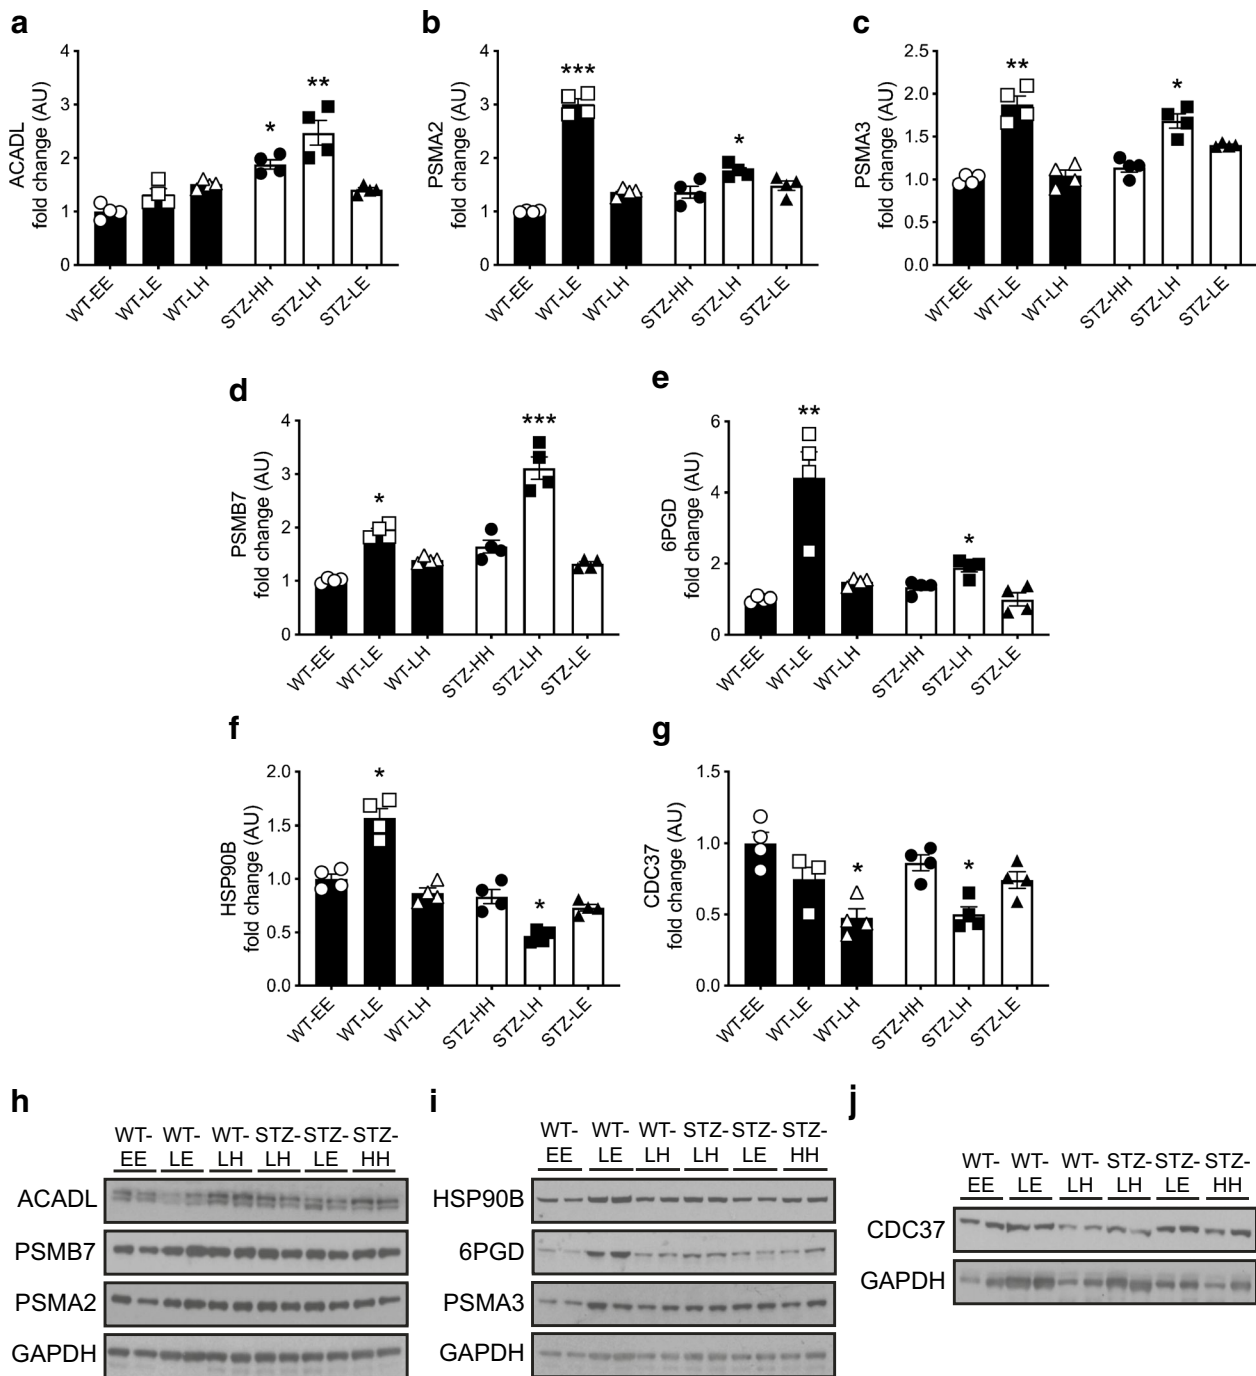 a
ACADL
fold change (AU)
4
3
2
1
0
*
**
WT-EE
WT-LE
WT-LH
STZ-HH
STZ-LH
STZ-LE
b
PSMA2
fold change (AU)
4
3
2
1
0
***
*
WT-EE
WT-LE
WT-LH
STZ-HH
STZ-LH
STZ-LE
c
PSMA3
fold change (AU)
2.5
2.0
1.5
1.0
0.5
0.0
**
*
WT-EE
WT-LE
WT-LH
STZ-HH
STZ-LH
STZ-LE
d
PSMB7
fold change (AU)
4
3
2
1
0
*
***
WT-EE
WT-LE
WT-LH
STZ-HH
STZ-LH
STZ-LE
e
6PGD
fold change (AU)
6
4
2
0
**
*
WT-EE
WT-LE
WT-LH
STZ-HH
STZ-LH
STZ-LE
f
HSP90B
fold change (AU)
2.0
1.5
1.0
0.5
0.0
*
*
WT-EE
WT-LE
WT-LH
STZ-HH
STZ-LH
STZ-LE
g
CDC37
fold change (AU)
1.5
1.0
0.5
0.0
*
*
WT-EE
WT-LE
WT-LH
STZ-HH
STZ-LH
STZ-LE
h
WT- WT- WT- STZ- STZ- STZ-
EE LE LH LH LE HH
ACADL
PSMB7
PSMA2
GAPDH
i
WT- WT- WT- STZ- STZ- STZ-
EE LE LH LH LE HH
HSP90B
6PGD
PSMA3
GAPDH
j
WT- WT- WT- STZ- STZ- STZ-
EE LE LH LH LE HH
CDC37
GAPDH